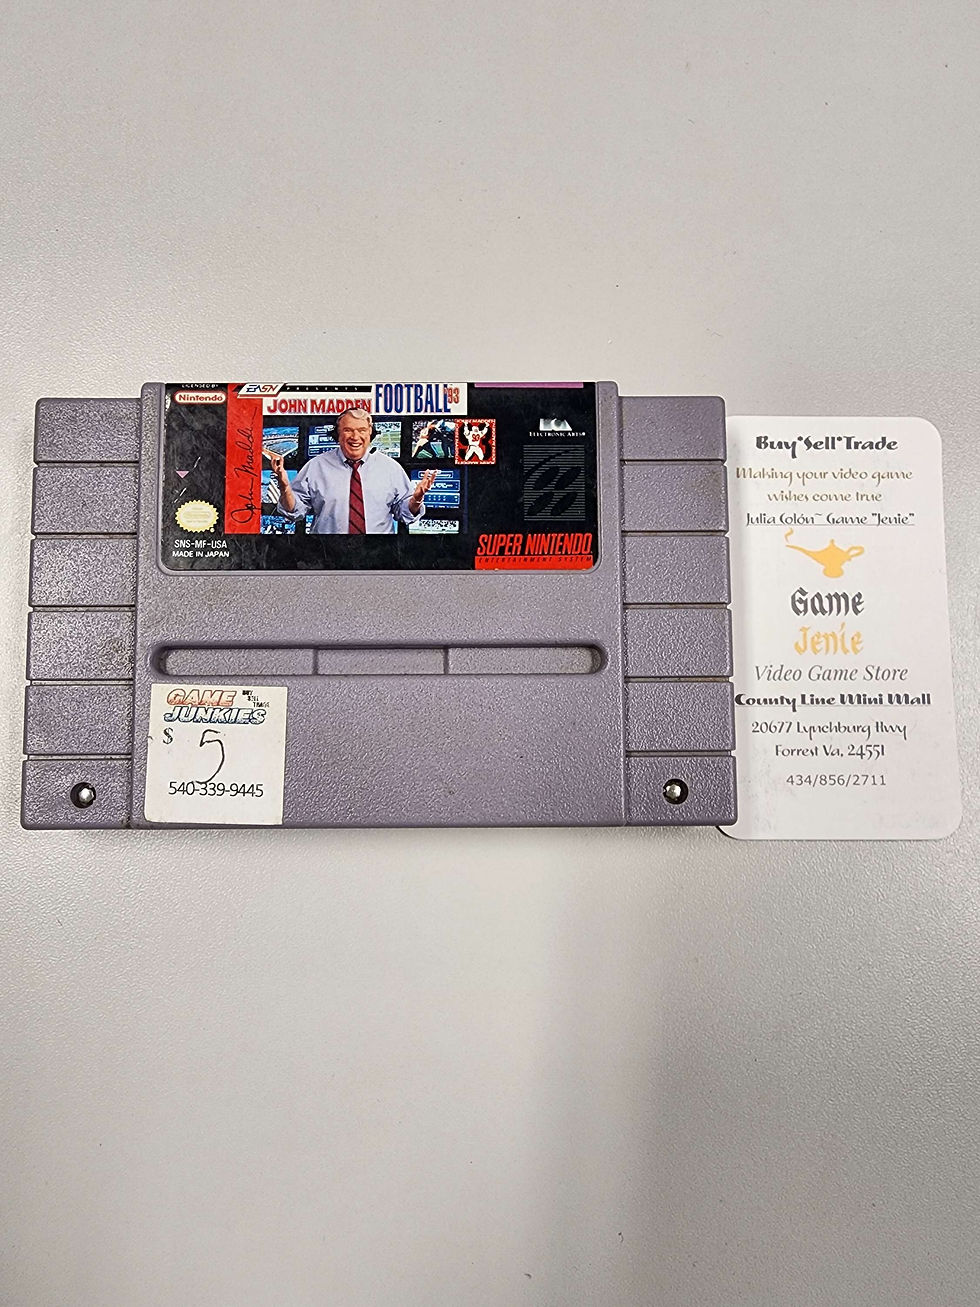 LICENSED BY
Nintendo
EASN PRESENTS
JOHN MADDEN FOOTBALL '93
John Madden
ELECTRONIC ARTS®
SNS-MF-USA
MADE IN JAPAN
SUPER NINTENDO
ENTERTAINMENT SYSTEM
GAME BUY SELL TRADE
JUNKIES
$ 5
540-339-9445
Buy*Sell*Trade
Making your video game
wishes come true
Julia Colón~ Game "Jenie"
Game
Jenie
Video Game Store
County Line Mini Mall
20677 Lynchburg Hwy
Forrest Va, 24551
434/856/2711